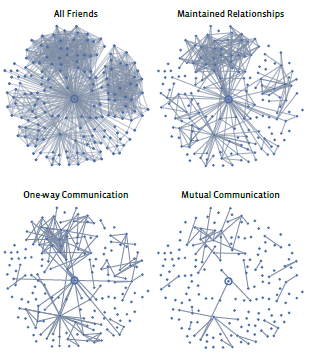 All Friends
Maintained Relationships
One-way Communication
Mutual Communication